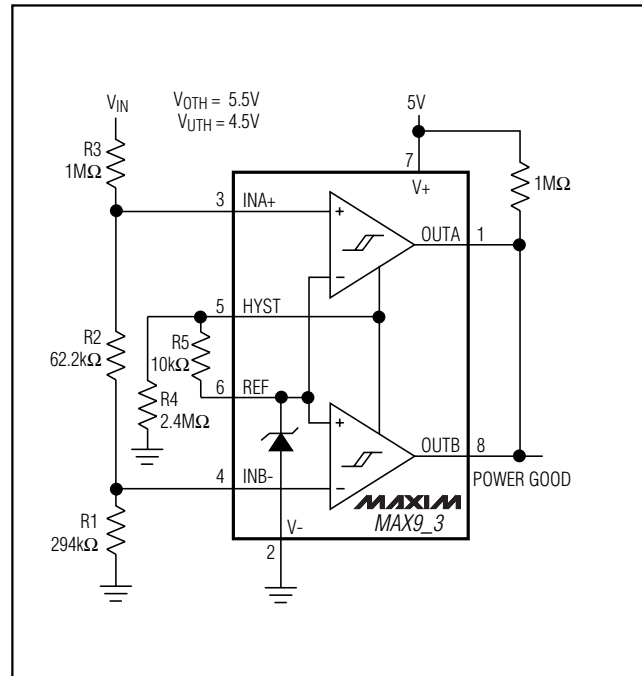 V_IN
V_OTH = 5.5V
V_UTH = 4.5V
5V
R3
1MΩ
7
V+
1MΩ
3
INA+
+
−
OUTA
1
5
HYST
R5
10kΩ
R2
62.2kΩ
6
REF
R4
2.4MΩ
+
−
OUTB
8
POWER GOOD
4
INB-
MAXIM
MAX9_3
R1
294kΩ
V-
2